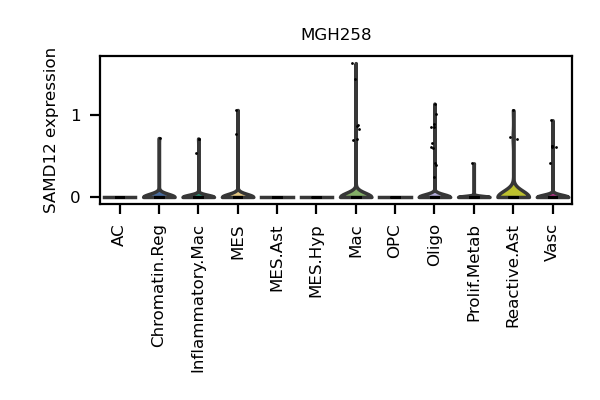 MGH258
SAMD12 expression
1
0
AC
Chromatin.Reg
Inflammatory.Mac
MES
MES.Ast
MES.Hyp
Mac
OPC
Oligo
Prolif.Metab
Reactive.Ast
Vasc